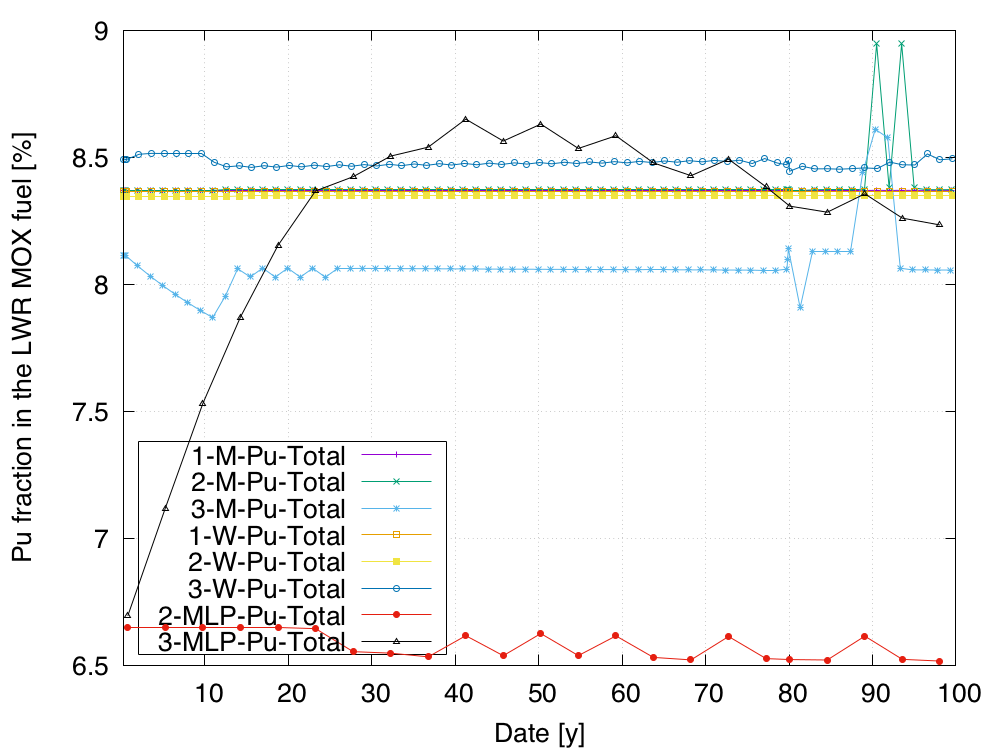 9
8.5
8
7.5
7
6.5
Pu fraction in the LWR MOX fuel [%]
1-M-Pu-Total
2-M-Pu-Total
3-M-Pu-Total
1-W-Pu-Total
2-W-Pu-Total
3-W-Pu-Total
2-MLP-Pu-Total
3-MLP-Pu-Total
10 20 30 40 50 60 70 80 90 100
Date [y]